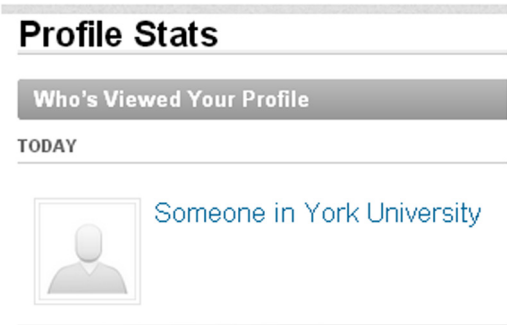 Profile Stats
Who's Viewed Your Profile
TODAY
Someone in York University